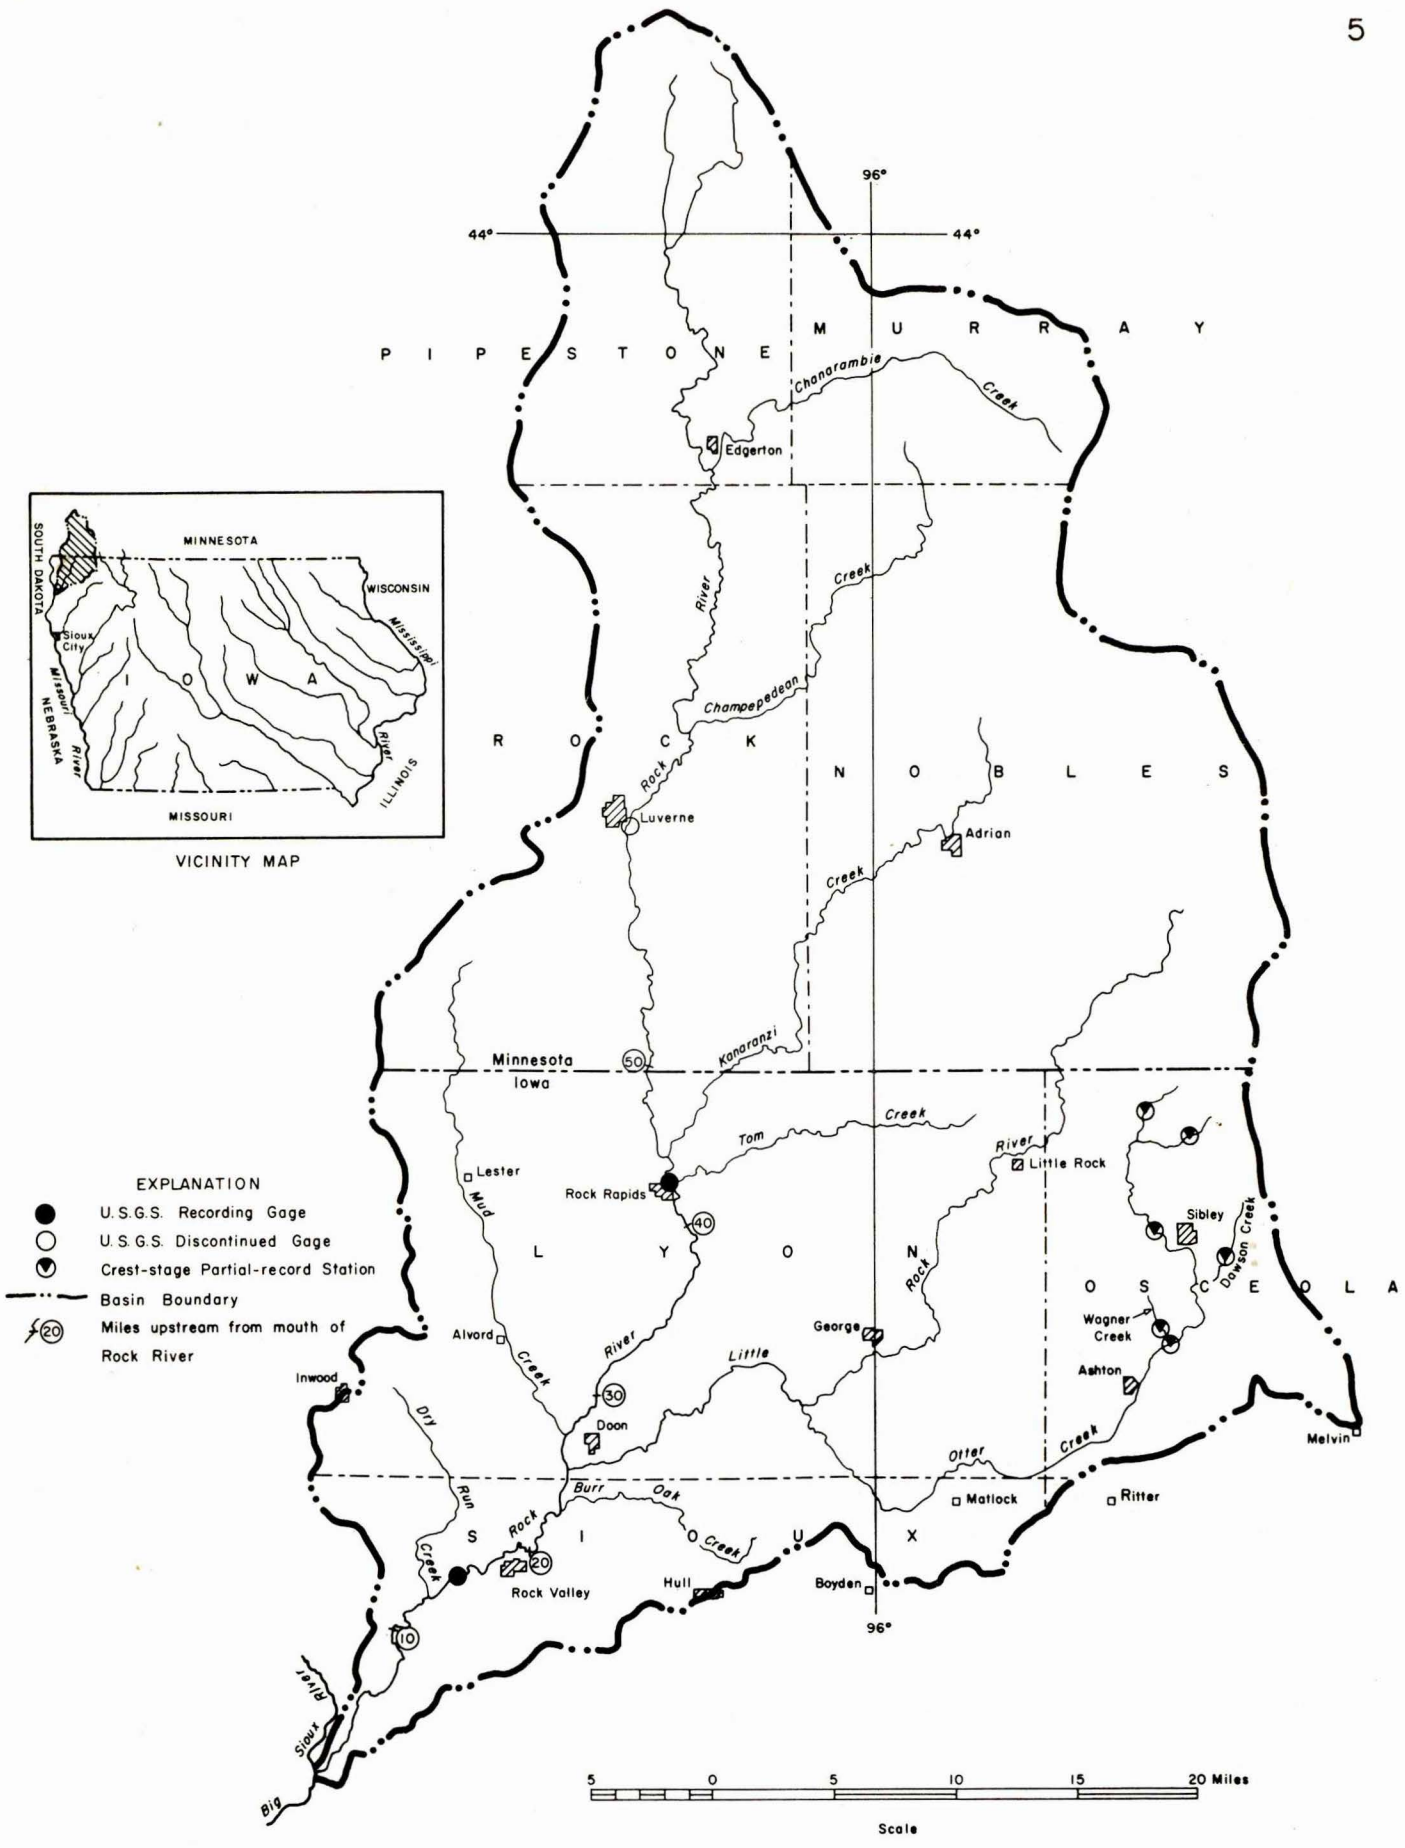 5
96°
44° 44°
M U R R A Y
P I P E S T O N E
Chanarambie
Creek
Edgerton
MINNESOTA
SOUTH DAKOTA
WISCONSIN
Sioux
City
Mississippi
I O W A
Missouri
River
NEBRASKA
River
ILLINOIS
MISSOURI
VICINITY MAP
River
Creek
Champepedean
R O C K
Rock
N O B L E S
Luverne
Adrian
Creek
Kanaranzi
50
Minnesota
Iowa
Tom Creek
River
Little Rock
Lester
Mud
Rock Rapids
40
Sibley
Dawson Creek
L Y O N
Rock
O S C E O L A
EXPLANATION
U.S.G.S. Recording Gage
U.S.G.S. Discontinued Gage
Crest-stage Partial-record Station
Basin Boundary
20 Miles upstream from mouth of
Rock River
Wagner
Creek
George
Alvord
Creek
River
Little
Ashton
Inwood
30
Dry
Doon
Melvin
Otter Creek
Run
Burr Oak
Creek
Matlock
Ritter
Rock
S I O U X
Creek
20
Rock Valley
Hull
Boyden
96°
10
River
Sioux
Big
5 0 5 10 15 20 Miles
Scale